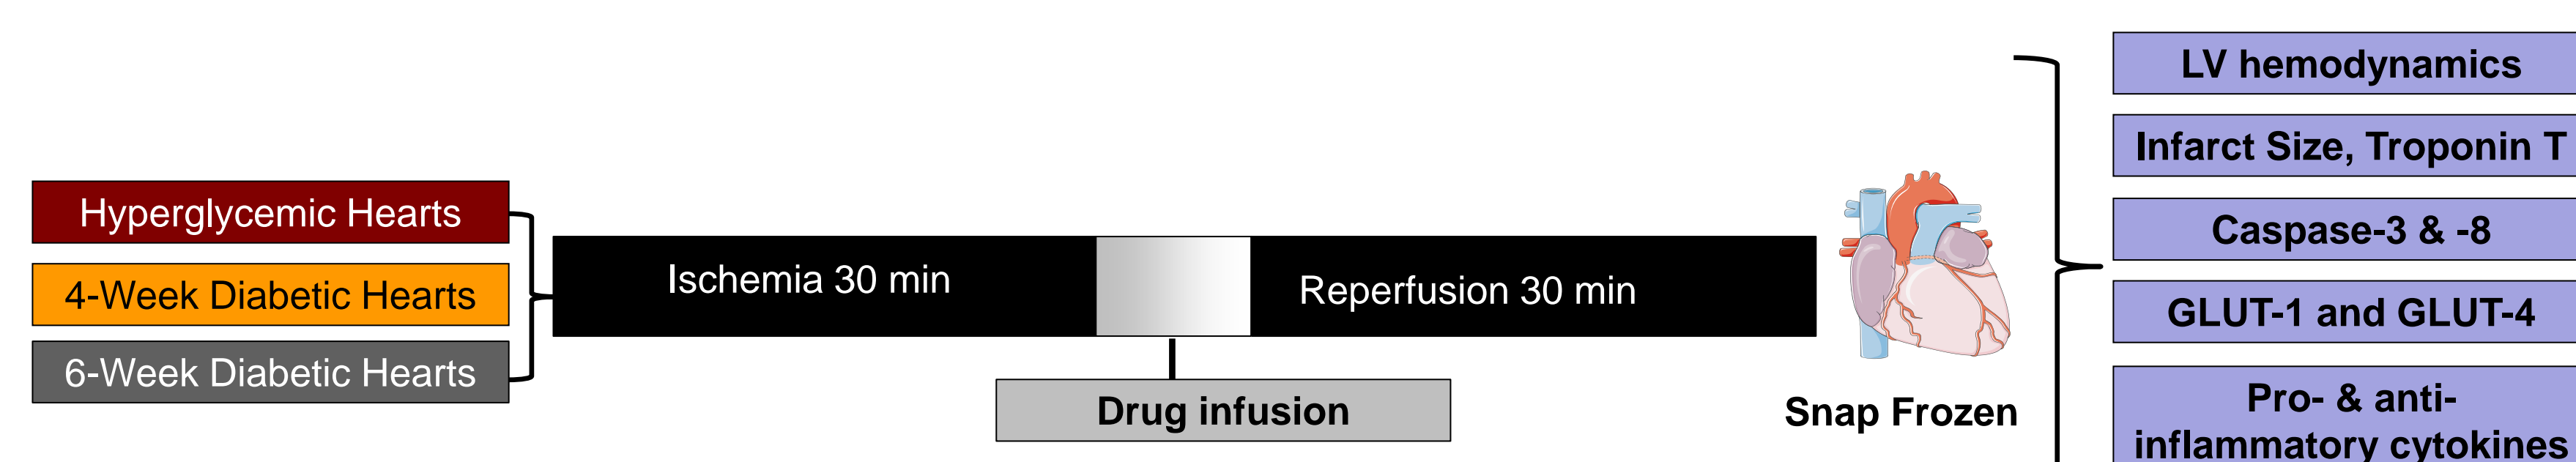 Hyperglycemic Hearts
4-Week Diabetic Hearts
6-Week Diabetic Hearts
Ischemia 30 min
Reperfusion 30 min
Drug infusion
Snap Frozen
LV hemodynamics
Infarct Size, Troponin T
Caspase-3 & -8
GLUT-1 and GLUT-4
Pro- & anti-
inflammatory cytokines